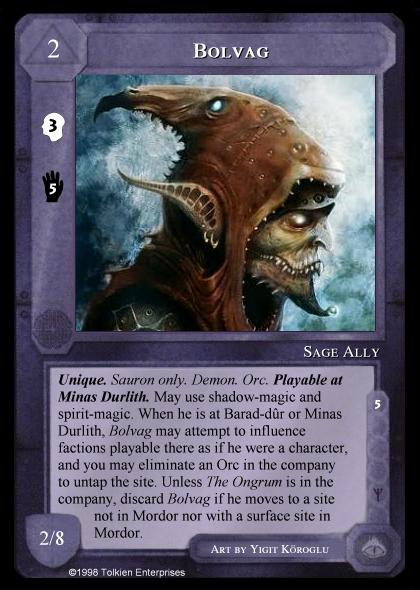 2
BOLVAG
3
5
SAGE ALLY
Unique. Sauron only. Demon. Orc. Playable at
Minas Durlith. May use shadow-magic and
spirit-magic. When he is at Barad-dûr or Minas
Durlith, Bolvag may attempt to influence
factions playable there as if he were a character,
and you may eliminate an Orc in the company
to untap the site. Unless The Ongrum is in the
company, discard Bolvag if he moves to a site
not in Mordor nor with a surface site in
Mordor.
5
2/8
ART BY YIGIT KÖROGLU
©1998 Tolkien Enterprises